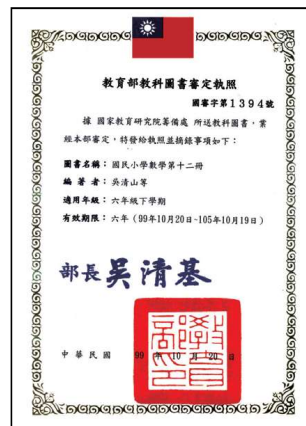 教育部教科圖書審定執照
國審字第1394號
據 國家教育研究院籌備處 所送教科圖書，業
經本部審定，特發給執照並摘錄事項如下：
圖書名稱：國民小學數學第十二冊
編 著 者：吳清山等
適用年級：六年級下學期
有效期限：六年（99年10月20日-105年10月19日）
部長 吳清基
中 華 民 國 99 年 10 月 20 日